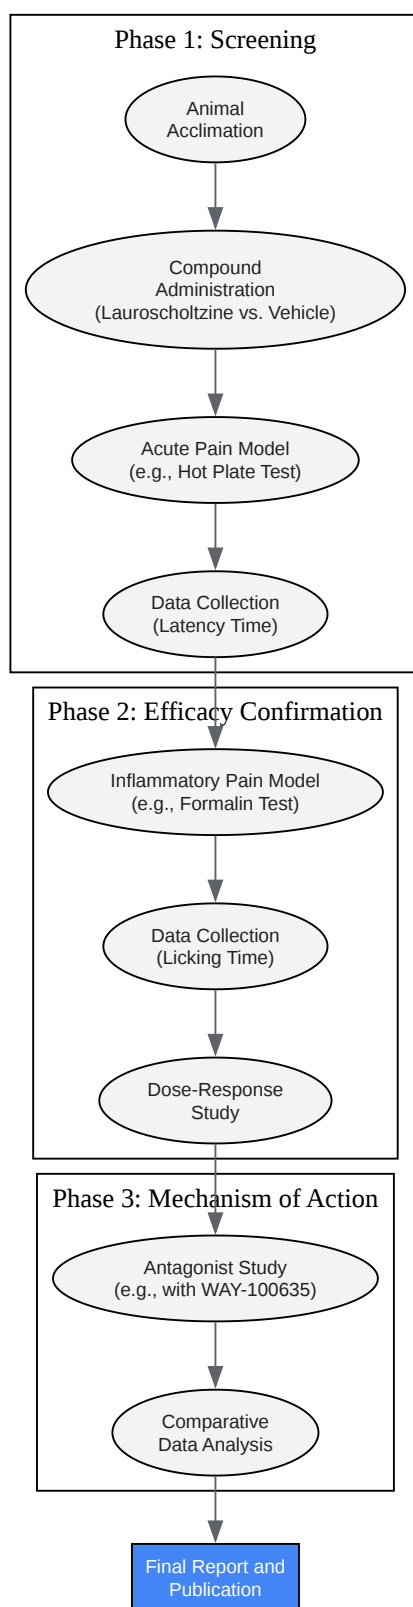 Phase 1: Screening
Animal
Acclimation
Compound
Administration
(Lauroscholtzine vs. Vehicle)
Acute Pain Model
(e.g., Hot Plate Test)
Data Collection
(Latency Time)
Phase 2: Efficacy Confirmation
Inflammatory Pain Model
(e.g., Formalin Test)
Data Collection
(Licking Time)
Dose-Response
Study
Phase 3: Mechanism of Action
Antagonist Study
(e.g., with WAY-100635)
Comparative
Data Analysis
Final Report and
Publication